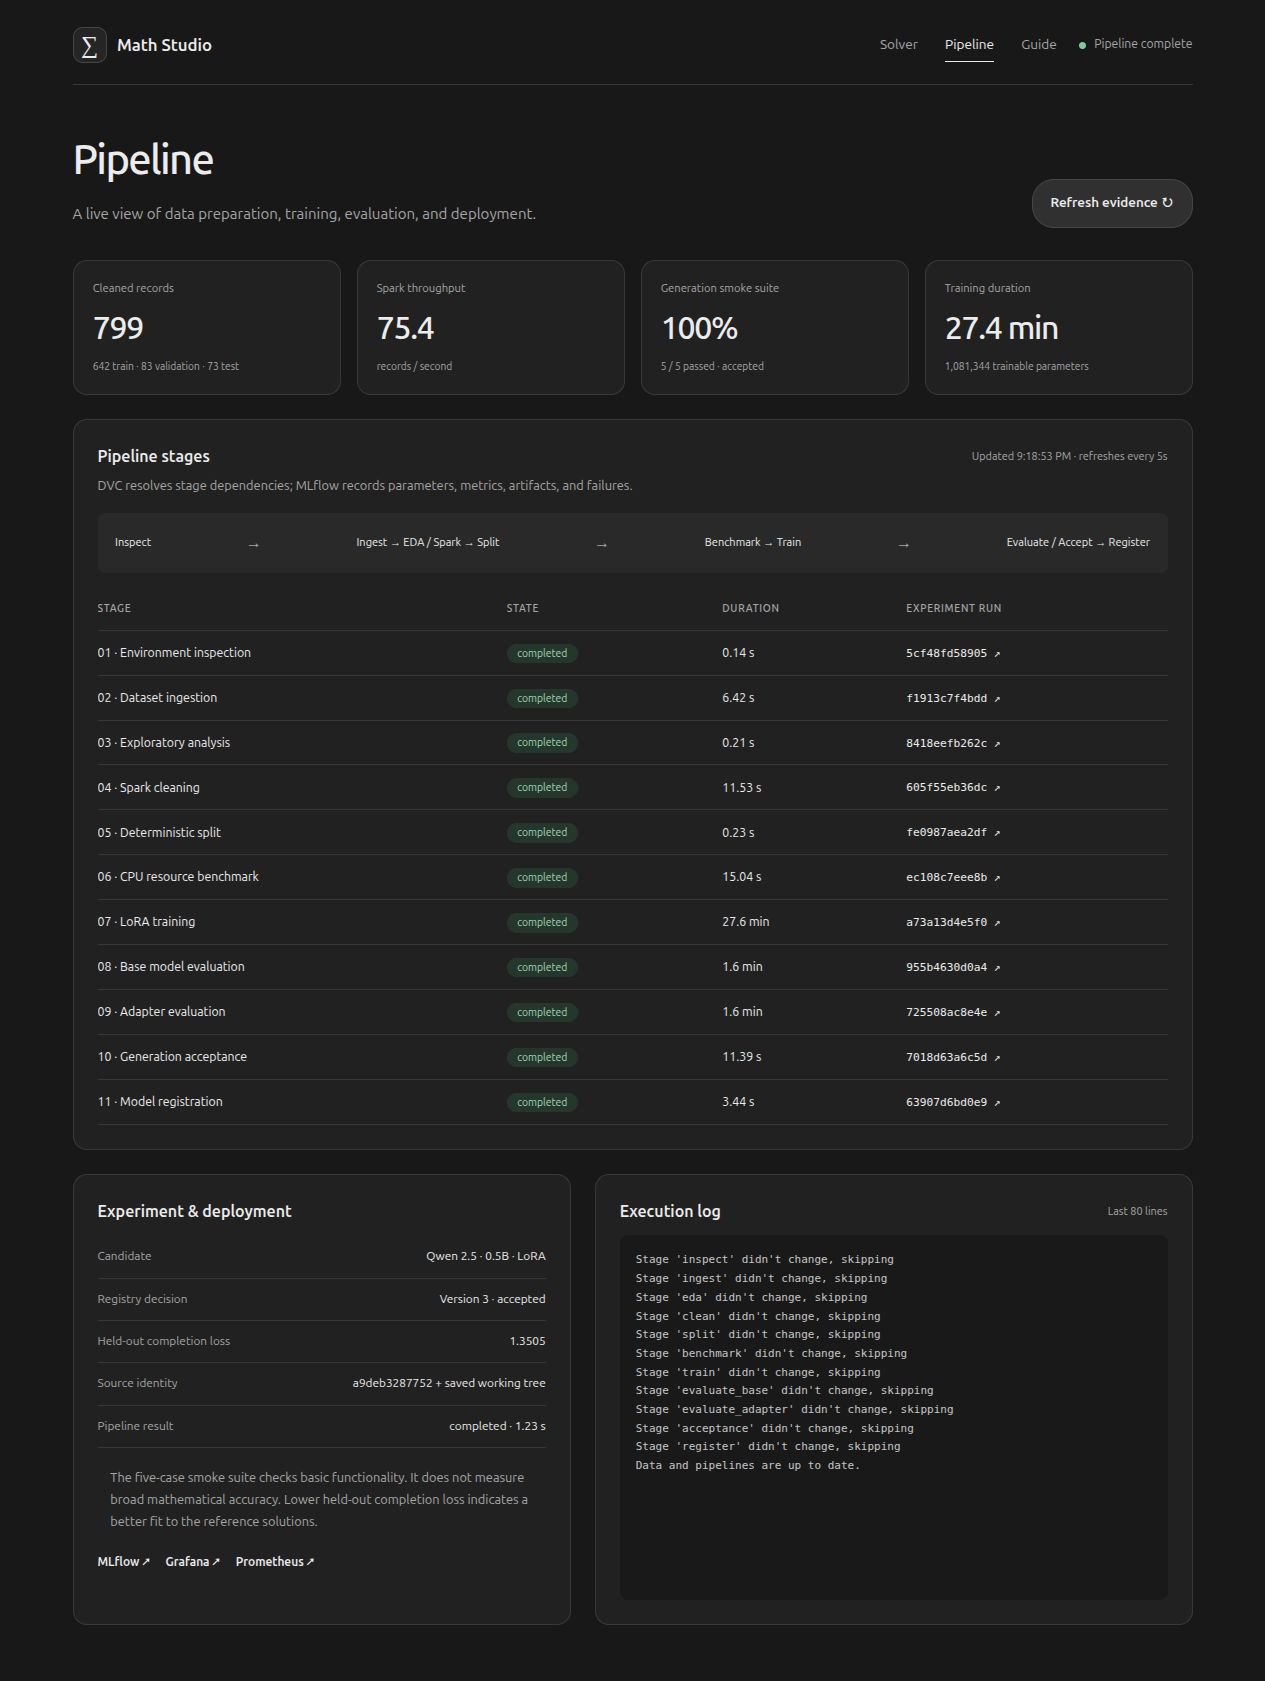 ∑ Math Studio
Solver Pipeline Guide Pipeline complete
Pipeline
A live view of data preparation, training, evaluation, and deployment.
Refresh evidence ↻
Cleaned records
799
642 train · 83 validation · 73 test
Spark throughput
75.4
records / second
Generation smoke suite
100%
5 / 5 passed · accepted
Training duration
27.4 min
1,081,344 trainable parameters
Pipeline stages
Updated 9:18:53 PM · refreshes every 5s
DVC resolves stage dependencies; MLflow records parameters, metrics, artifacts, and failures.
Inspect → Ingest → EDA / Spark → Split → Benchmark → Train → Evaluate / Accept → Register
STAGE STATE DURATION EXPERIMENT RUN
01 · Environment inspection completed 0.14 s 5cf48fd58905 ↗
02 · Dataset ingestion completed 6.42 s f1913c7f4bdd ↗
03 · Exploratory analysis completed 0.21 s 8418eefb262c ↗
04 · Spark cleaning completed 11.53 s 605f55eb36dc ↗
05 · Deterministic split completed 0.23 s fe0987aea2df ↗
06 · CPU resource benchmark completed 15.04 s ec108c7eee8b ↗
07 · LoRA training completed 27.6 min a73a13d4e5f0 ↗
08 · Base model evaluation completed 1.6 min 955b4630d0a4 ↗
09 · Adapter evaluation completed 1.6 min 725508ac8e4e ↗
10 · Generation acceptance completed 11.39 s 7018d63a6c5d ↗
11 · Model registration completed 3.44 s 63907d6bd0e9 ↗
Experiment & deployment
Candidate Qwen 2.5 · 0.5B · LoRA
Registry decision Version 3 · accepted
Held-out completion loss 1.3505
Source identity a9deb3287752 + saved working tree
Pipeline result completed · 1.23 s
The five-case smoke suite checks basic functionality. It does not measure
broad mathematical accuracy. Lower held-out completion loss indicates a
better fit to the reference solutions.
MLflow ↗ Grafana ↗ Prometheus ↗
Execution log
Last 80 lines
Stage 'inspect' didn't change, skipping
Stage 'ingest' didn't change, skipping
Stage 'eda' didn't change, skipping
Stage 'clean' didn't change, skipping
Stage 'split' didn't change, skipping
Stage 'benchmark' didn't change, skipping
Stage 'train' didn't change, skipping
Stage 'evaluate_base' didn't change, skipping
Stage 'evaluate_adapter' didn't change, skipping
Stage 'acceptance' didn't change, skipping
Stage 'register' didn't change, skipping
Data and pipelines are up to date.